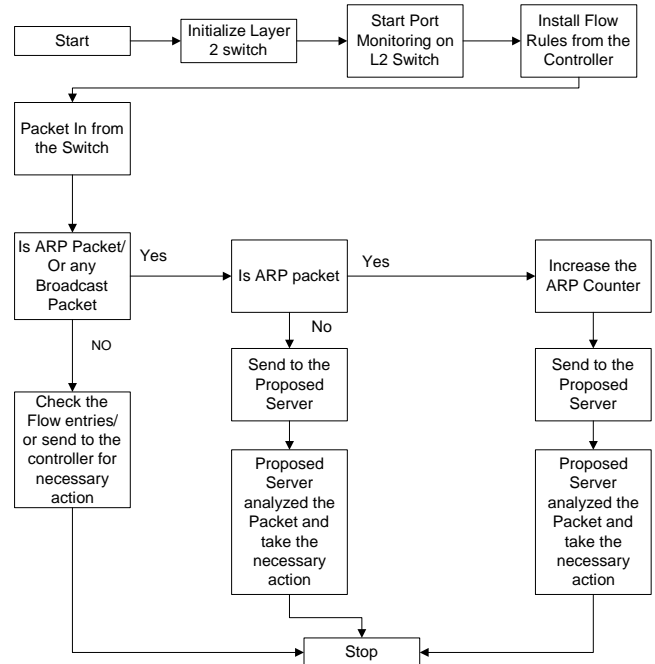 Start
Initialize Layer
2 switch
Start Port
Monitoring on
L2 Switch
Install Flow
Rules from the
Controller
Packet In from
the Switch
Is ARP Packet/
Or any
Broadcast
Packet
Yes
Is ARP packet
Yes
Increase the
ARP Counter
NO
No
Check the
Flow entries/
or send to the
controller for
necessary
action
Send to the
Proposed
Server
Send to the
Proposed
Server
Proposed
Server
analyzed the
Packet and
take the
necessary
action
Proposed
Server
analyzed the
Packet and
take the
necessary
action
Stop